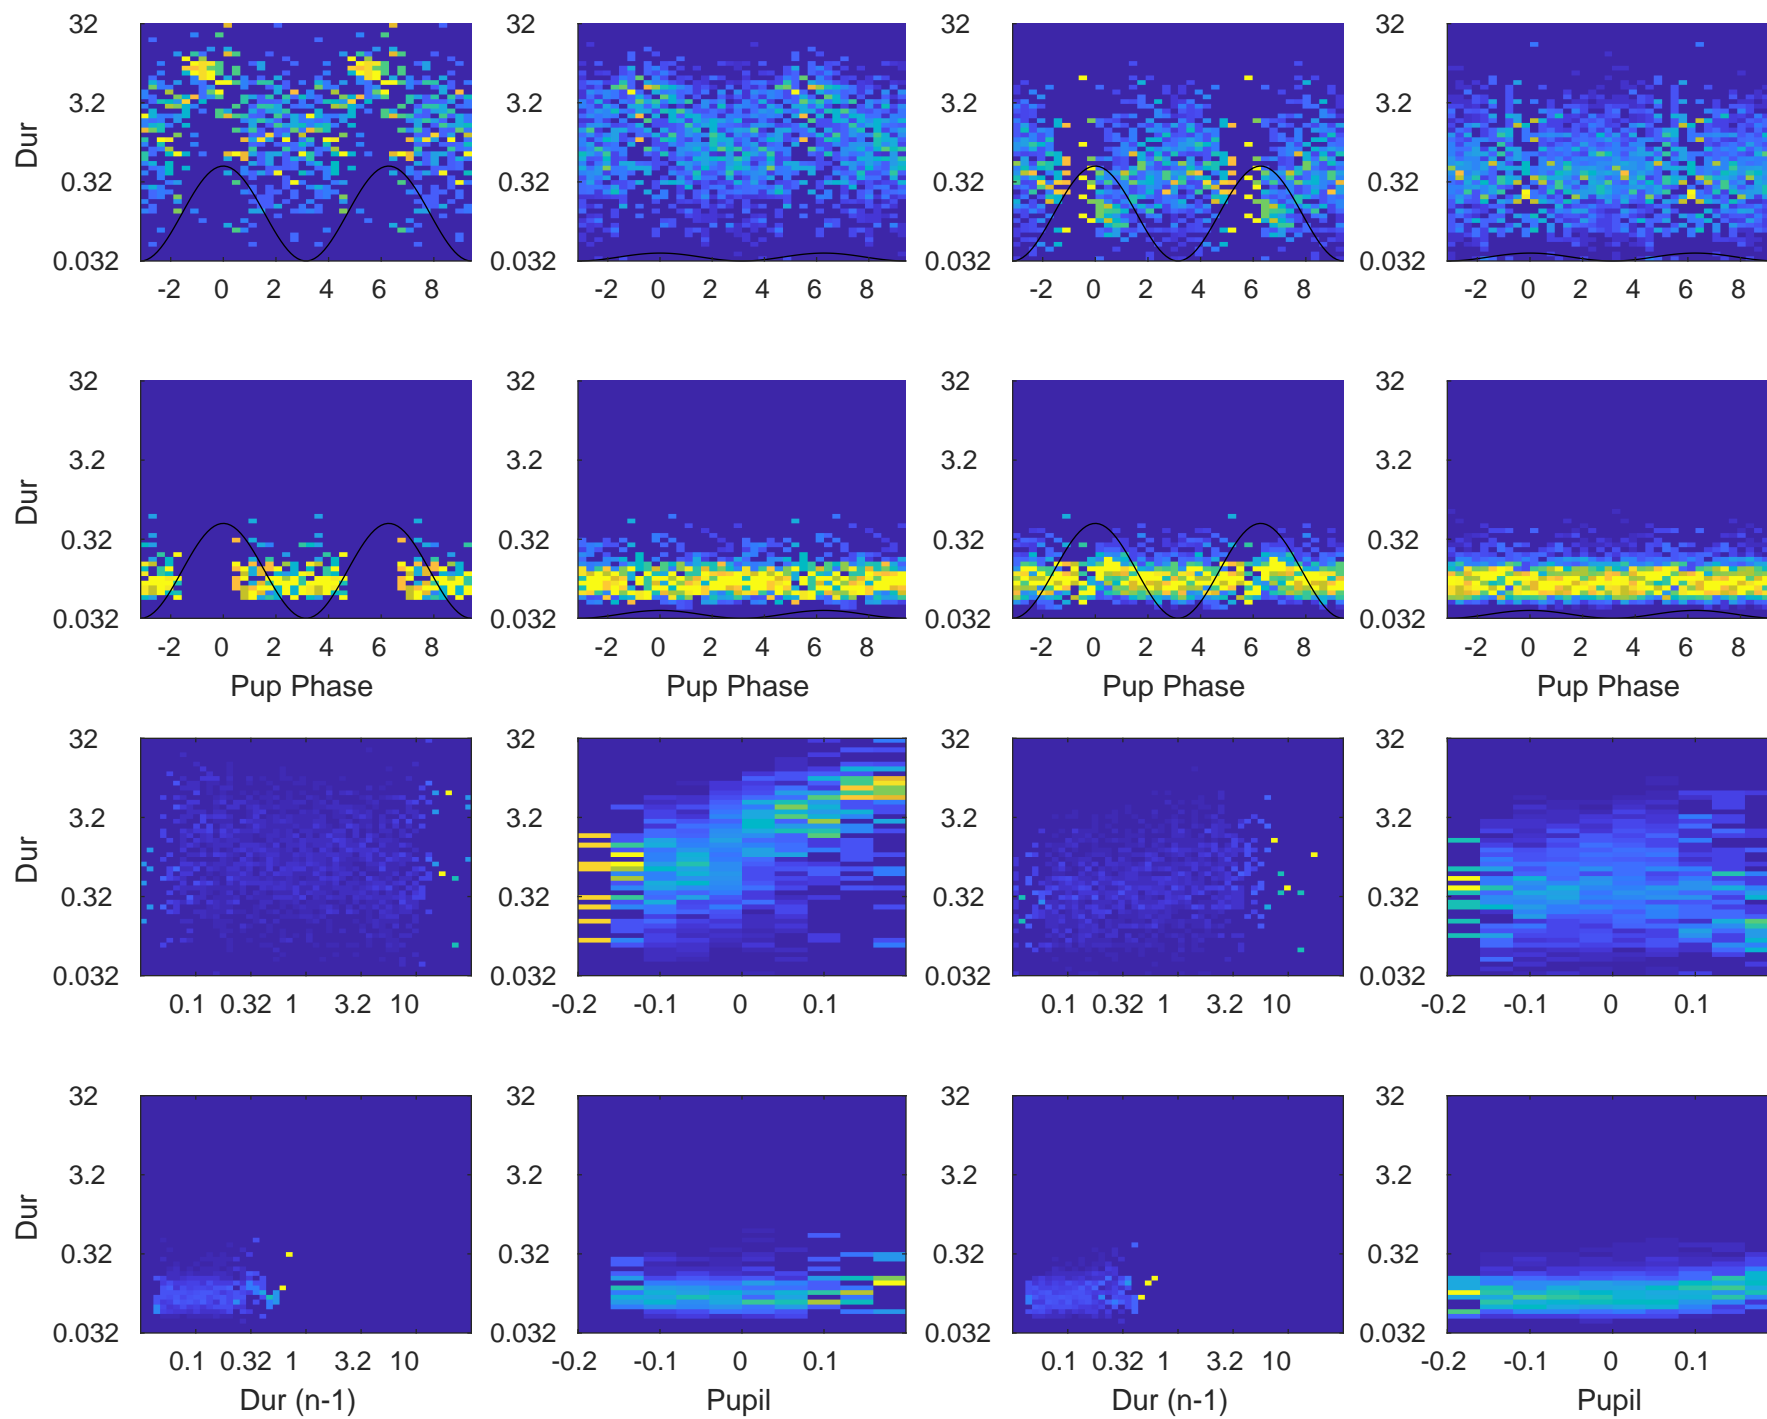 32 32 32 32
3.2 3.2 3.2 3.2
Dur
0.32 0.32 0.32 0.32
0.032 0.032 0.032 0.032
-2 0 2 4 6 8 -2 0 2 4 6 8 -2 0 2 4 6 8 -2 0 2 4 6 8
32 32 32 32
3.2 3.2 3.2 3.2
Dur
0.32 0.32 0.32 0.32
0.032 0.032 0.032 0.032
-2 0 2 4 6 8 -2 0 2 4 6 8 -2 0 2 4 6 8 -2 0 2 4 6 8
Pup Phase Pup Phase Pup Phase Pup Phase
32 32 32 32
3.2 3.2 3.2 3.2
Dur
0.32 0.32 0.32 0.32
0.032 0.032 0.032 0.032
0.1 0.32 1 3.2 10 -0.2 -0.1 0 0.1 0.1 0.32 1 3.2 10 -0.2 -0.1 0 0.1
32 32 32 32
3.2 3.2 3.2 3.2
Dur
0.32 0.32 0.32 0.32
0.032 0.032 0.032 0.032
0.1 0.32 1 3.2 10 -0.2 -0.1 0 0.1 0.1 0.32 1 3.2 10 -0.2 -0.1 0 0.1
Dur (n-1) Pupil Dur (n-1) Pupil